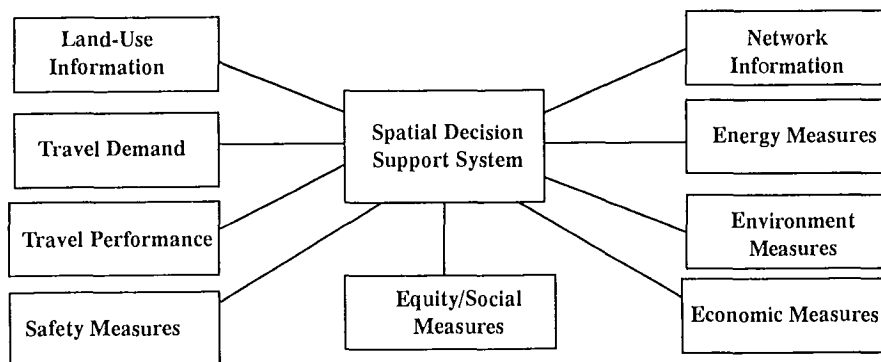 Land-Use
Information
Travel Demand
Travel Performance
Safety Measures
Spatial Decision
Support System
Equity/Social
Measures
Network
Information
Energy Measures
Environment
Measures
Economic Measures